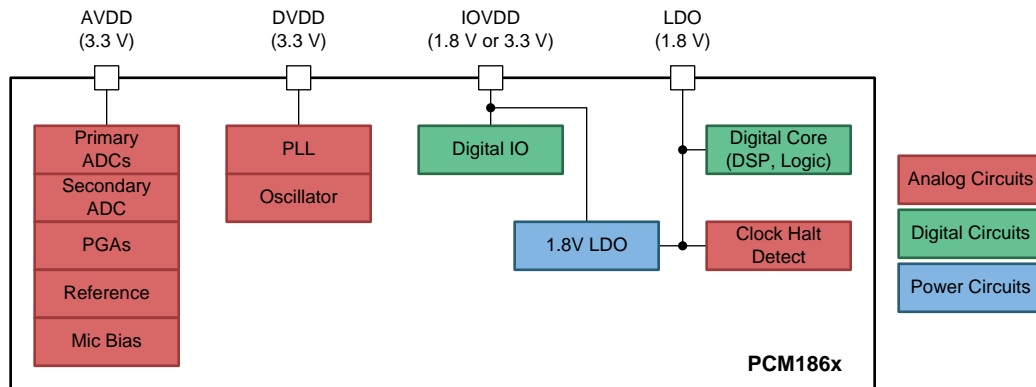 AVDD
(3.3 V)
DVDD
(3.3 V)
IOVDD
(1.8 V or 3.3 V)
LDO
(1.8 V)
Primary
ADCs
Secondary
ADC
PGAs
Reference
Mic Bias
PLL
Oscillator
Digital IO
1.8V LDO
Digital Core
(DSP, Logic)
Clock Halt
Detect
PCM186x
Analog Circuits
Digital Circuits
Power Circuits